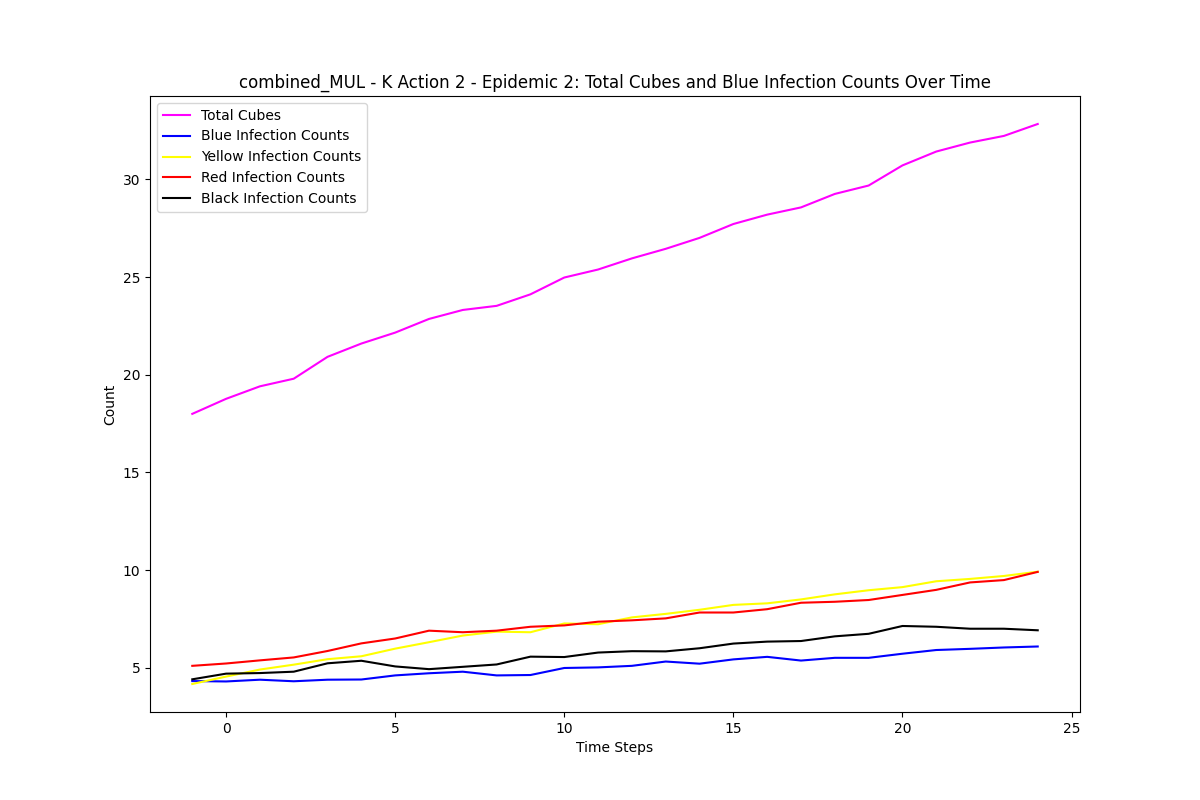 combined_MUL - K Action 2 - Epidemic 2: Total Cubes and Blue Infection Counts Over Time
Total Cubes
Blue Infection Counts
Yellow Infection Counts
Red Infection Counts
Black Infection Counts
30
25
20
15
10
5
Count
0 5 10 15 20 25
Time Steps